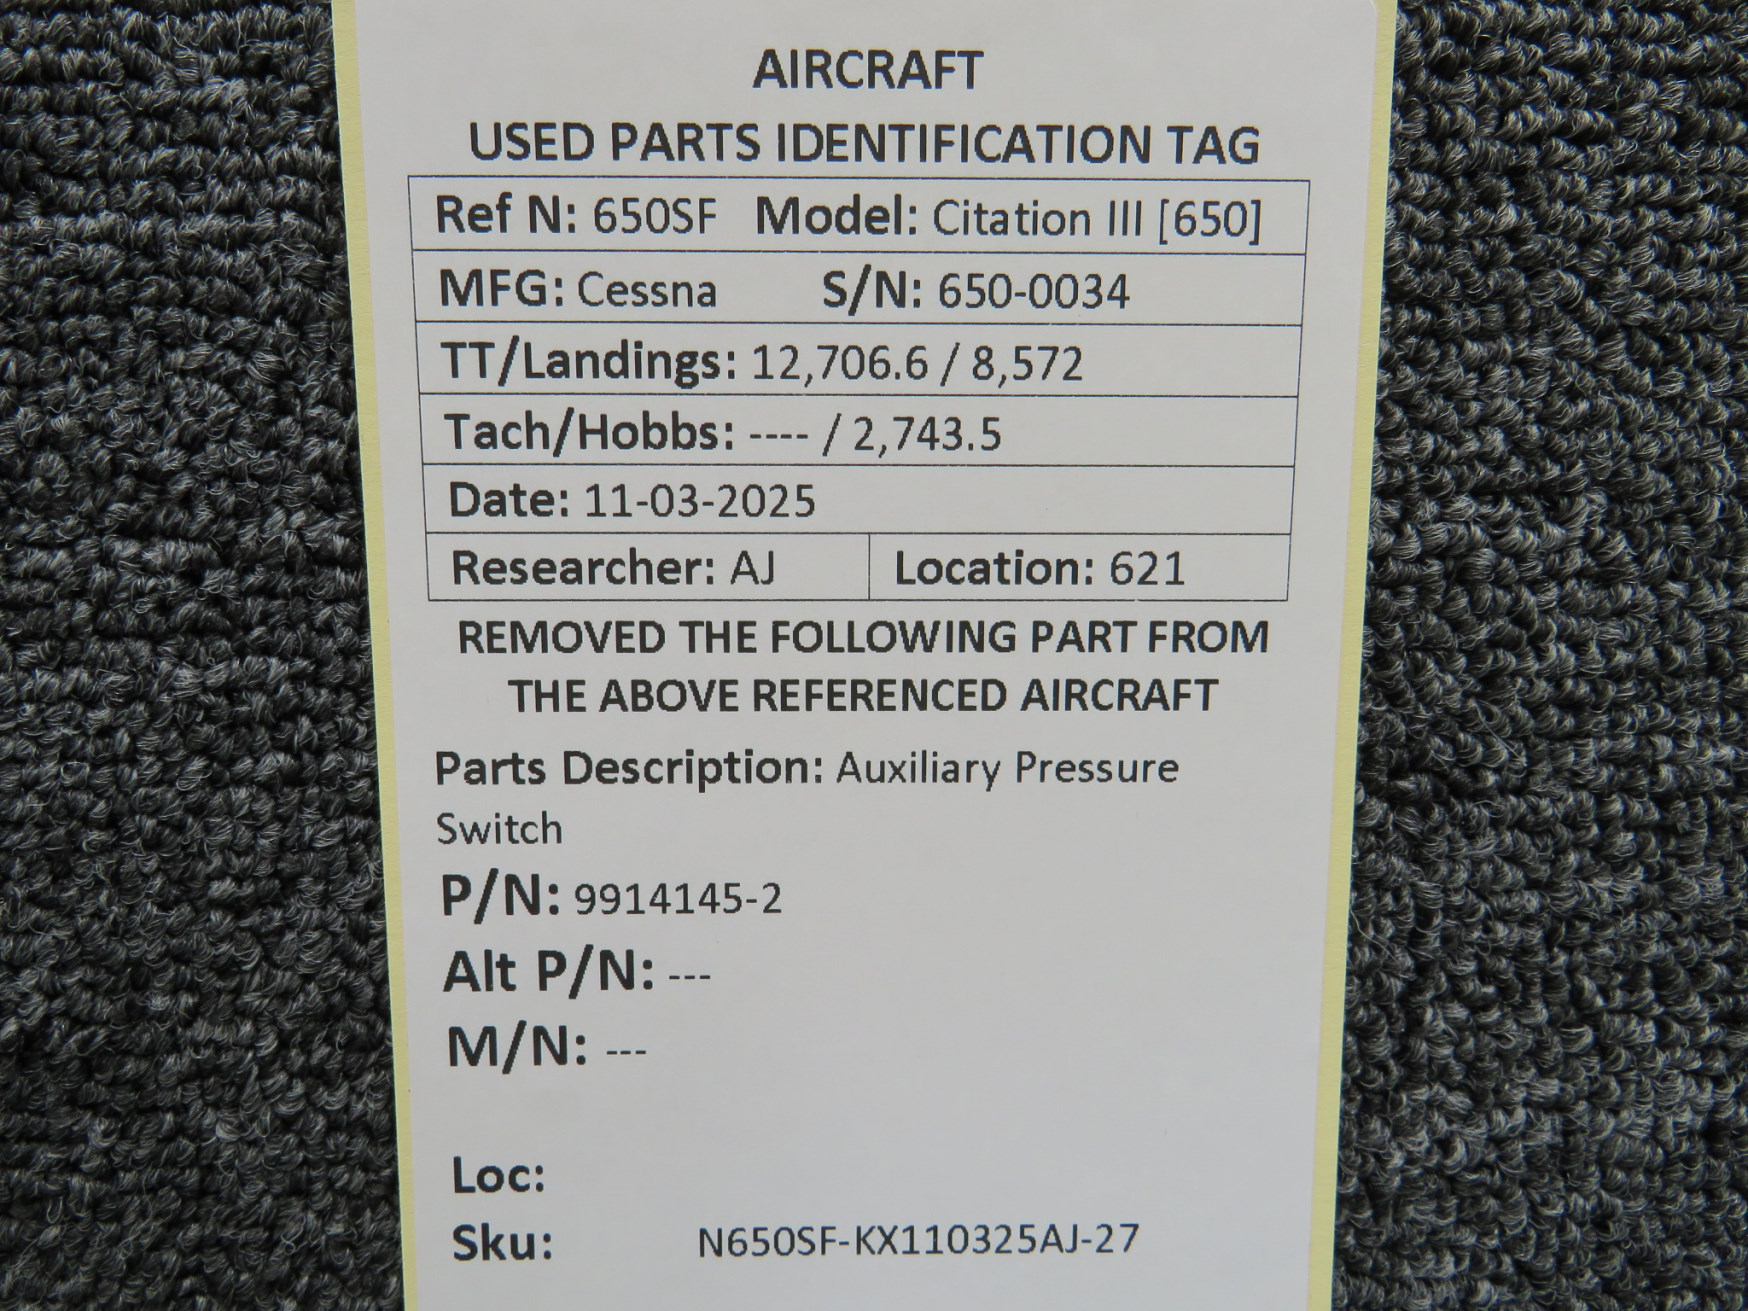 AIRCRAFT
USED PARTS IDENTIFICATION TAG
Ref N: 650SF Model: Citation III [650]
MFG: Cessna S/N: 650-0034
TT/Landings: 12,706.6 / 8,572
Tach/Hobbs: ---- / 2,743.5
Date: 11-03-2025
Researcher: AJ Location: 621
REMOVED THE FOLLOWING PART FROM
THE ABOVE REFERENCED AIRCRAFT
Parts Description: Auxiliary Pressure
Switch
P/N: 9914145-2
Alt P/N: ---
M/N: ---
Loc:
Sku: N650SF-KX110325AJ-27